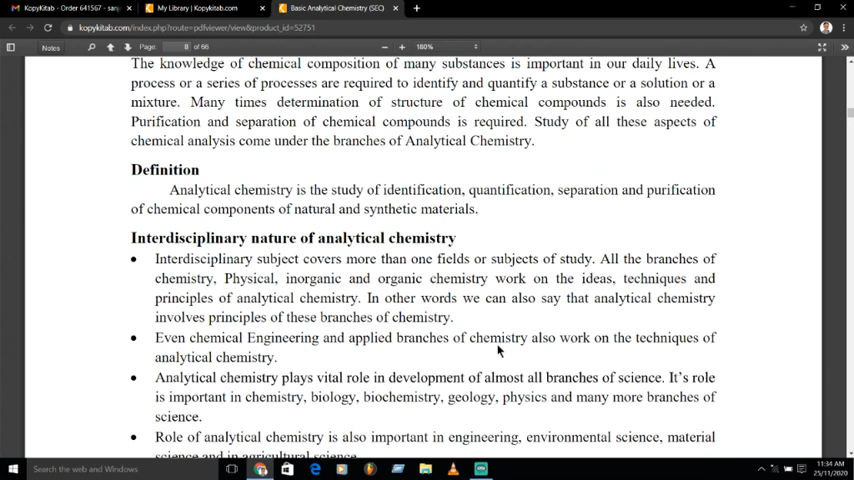 Gmail - Order 641567 - sanj
My Library | Kopykitab.com
Basic Analytical Chemistry (SEC)
kopykitab.com/index.php?route=pdfviewer/view&product_id=52751
Notes
Page:
8
of 66
180%
The knowledge of chemical composition of many substances is important in our daily lives. A
process or a series of processes are required to identify and quantify a substance or a solution or a
mixture. Many times determination of structure of chemical compounds is also needed.
Purification and separation of chemical compounds is required. Study of all these aspects of
chemical analysis come under the branches of Analytical Chemistry.
Definition
Analytical chemistry is the study of identification, quantification, separation and purification
of chemical components of natural and synthetic materials.
Interdisciplinary nature of analytical chemistry
• Interdisciplinary subject covers more than one fields or subjects of study. All the branches of
chemistry, Physical, inorganic and organic chemistry work on the ideas, techniques and
principles of analytical chemistry. In other words we can also say that analytical chemistry
involves principles of these branches of chemistry.
• Even chemical Engineering and applied branches of chemistry also work on the techniques of
analytical chemistry.
• Analytical chemistry plays vital role in development of almost all branches of science. It's role
is important in chemistry, biology, biochemistry, geology, physics and many more branches of
science.
• Role of analytical chemistry is also important in engineering, environmental science, material
science and in agricultural science.
Search the web and Windows
11:34 AM
25/11/2020